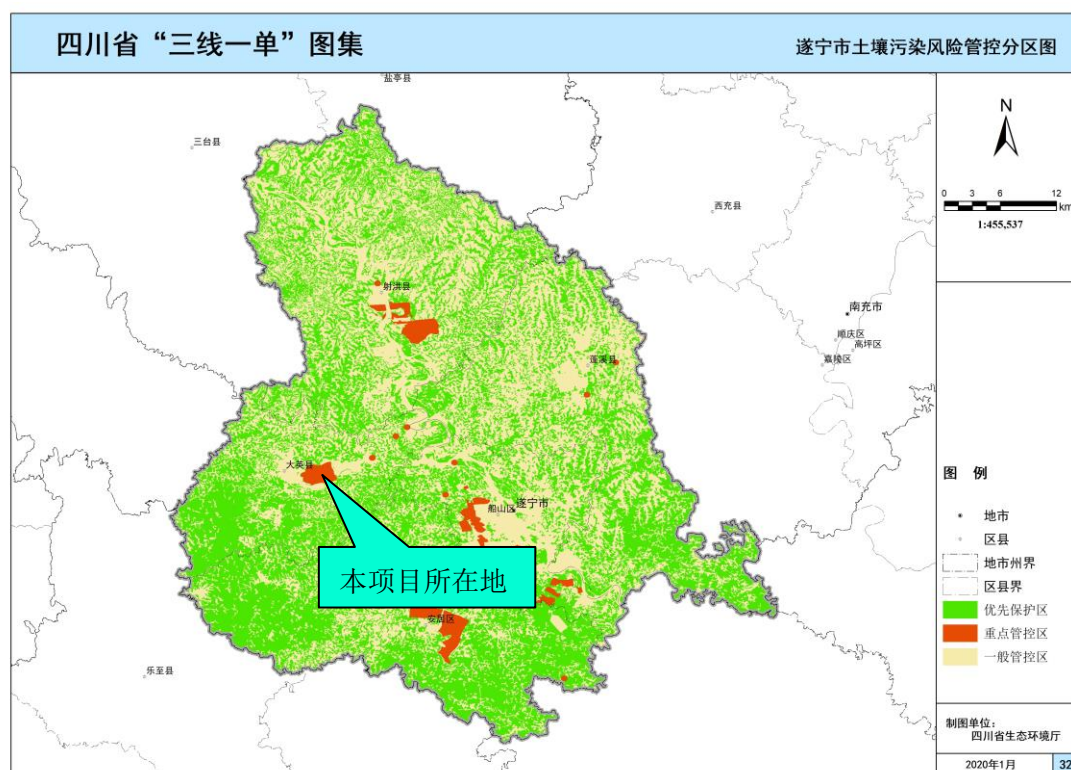 四川省“三线一单”图集
遂宁市土壤污染风险管控分区图
盐亭县
三台县
西充县
射洪县
南充市
顺庆区
高坪区
嘉陵区
蓬溪县
大英县
船山区
遂宁市
本项目所在地
安居区
乐至县
N
0 3 6 12
km
1:455,537
图 例
地市
区县
地市州界
区县界
优先保护区
重点管控区
一般管控区
制图单位:
四川省生态环境厅
2020年1月
32